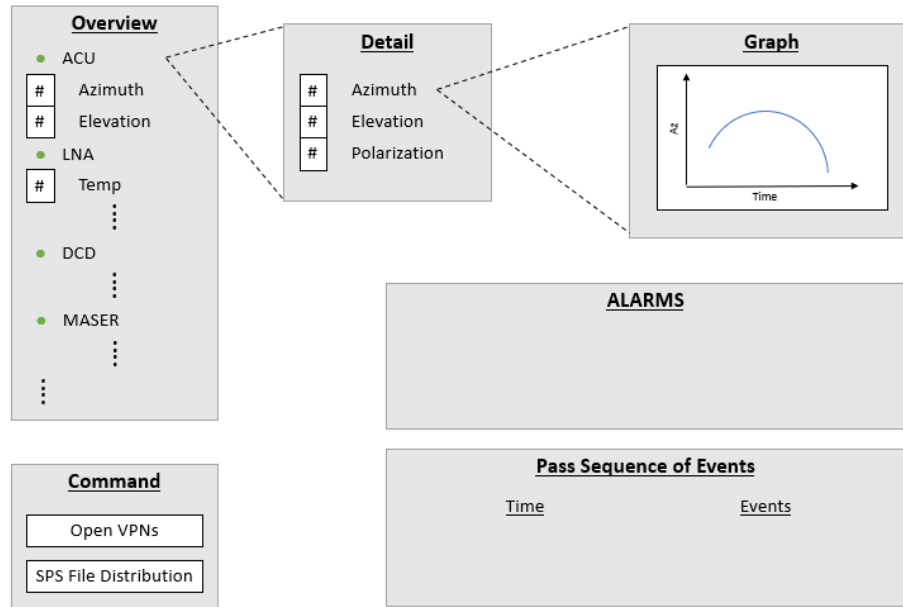 Overview
ACU
# Azimuth
# Elevation
LNA
# Temp
DCD
MASER
Detail
# Azimuth
# Elevation
# Polarization
Graph
Az
Time
ALARMS
Command
Open VPNs
SPS File Distribution
Pass Sequence of Events
Time Events